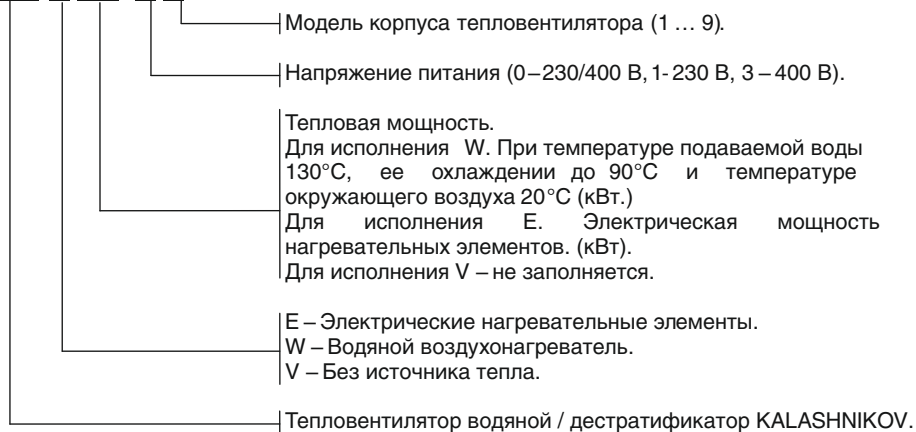 Модель корпуса тепловентилятора (1 … 9).
Напряжение питания (0–230/400 В, 1- 230 В, 3 – 400 В).
Тепловая мощность.
Для исполнения W. При температуре подаваемой воды
130°С, ее охлаждении до 90°С и температуре
окружающего воздуха 20°С (кВт.)
Для исполнения Е. Электрическая мощность
нагревательных элементов. (кВт).
Для исполнения V – не заполняется.
E – Электрические нагревательные элементы.
W – Водяной воздухонагреватель.
V – Без источника тепла.
Тепловентилятор водяной / дестратификатор KALASHNIKOV.